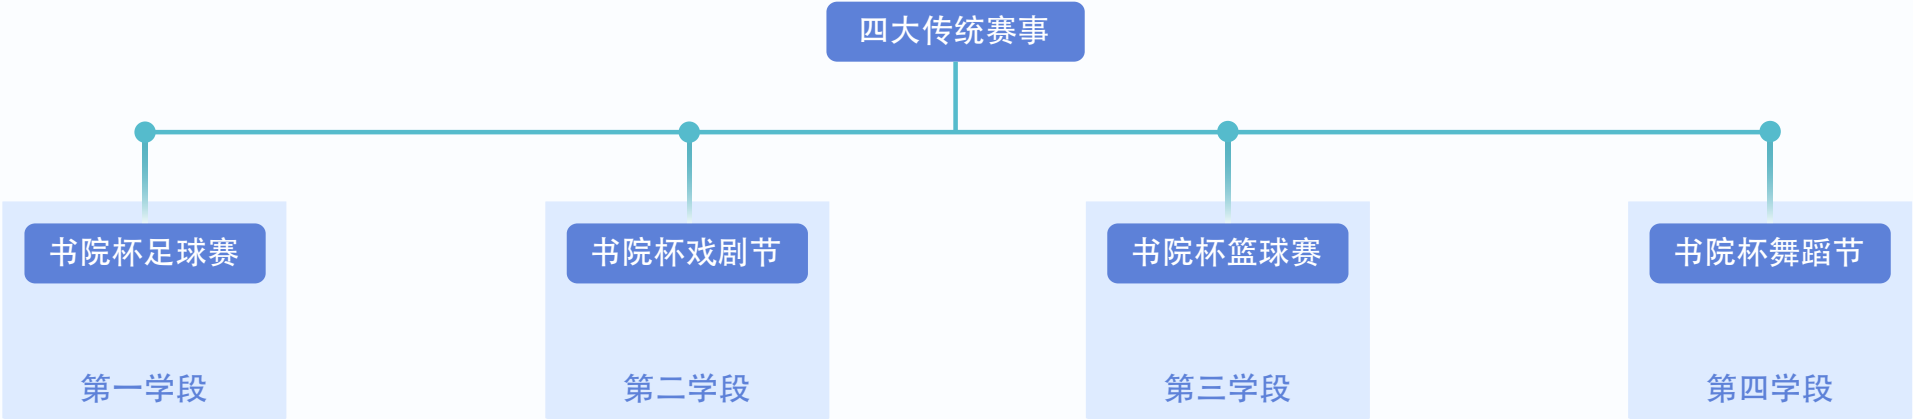 四大传统赛事
书院杯足球赛
书院杯戏剧节
书院杯篮球赛
书院杯舞蹈节
第一学段
第二学段
第三学段
第四学段